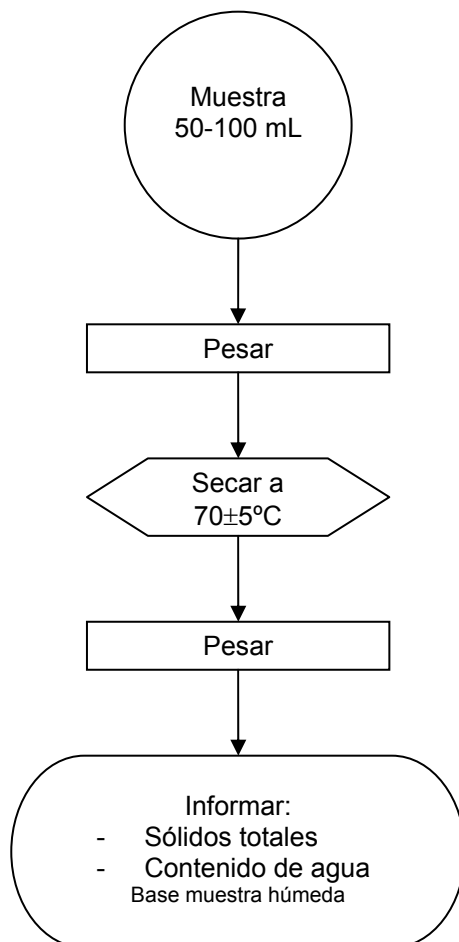 Muestra
50-100 mL
Pesar
Secar a
70±5ºC
Pesar
Informar:
- Sólidos totales
- Contenido de agua
Base muestra húmeda